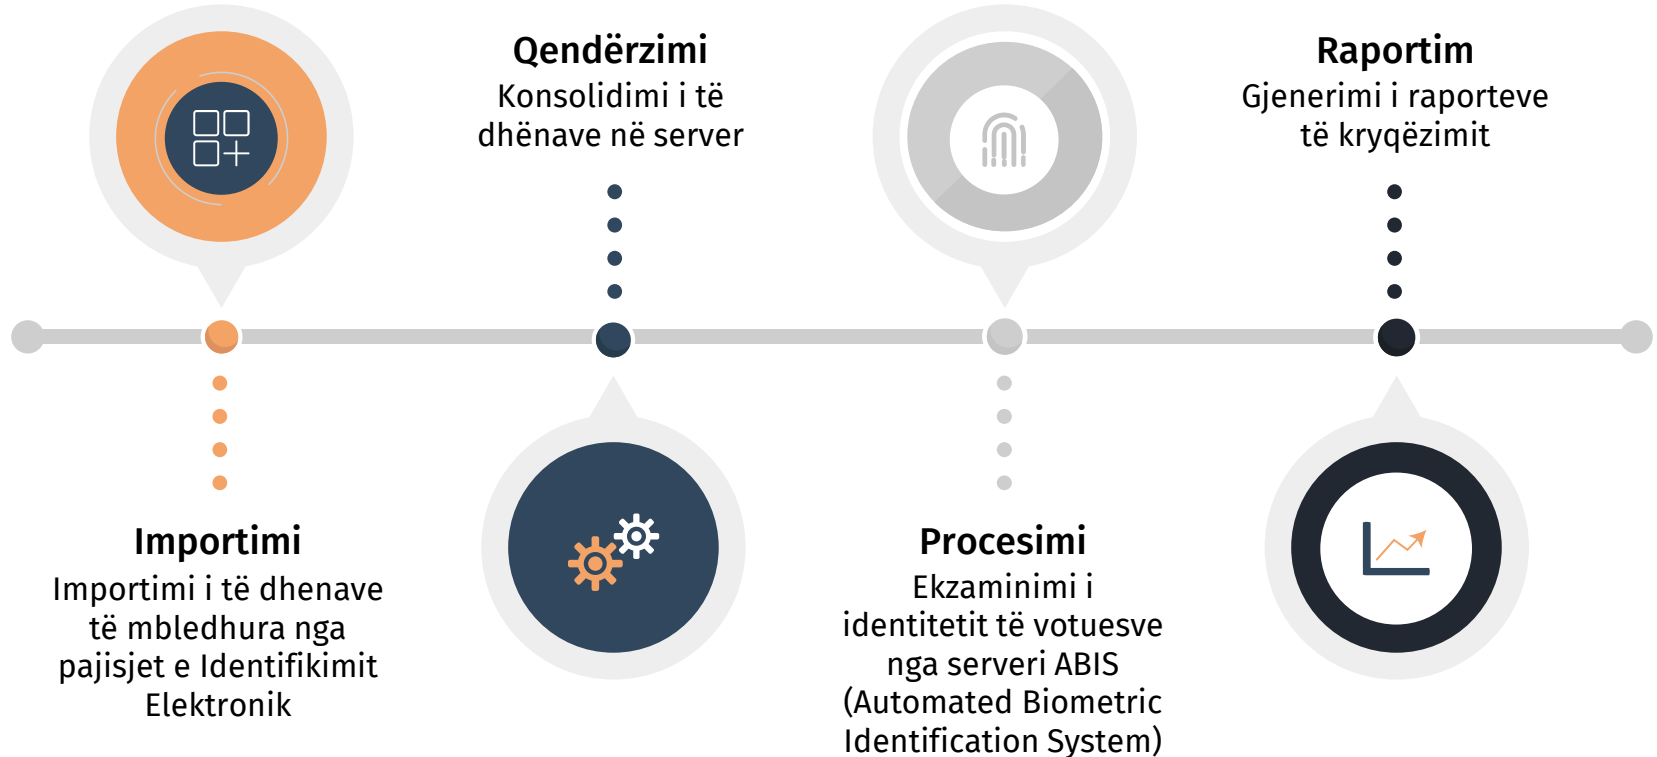 Importimi
Importimi i të dhenave
të mbledhura nga
pajisjet e Identifikimit
Elektronik
Qendërzimi
Konsolidimi i të
dhënave në server
Procesimi
Ekzaminimi i
identitetit të votuesve
nga serveri ABIS
(Automated Biometric
Identification System)
Raportim
Gjenerimi i raporteve
të kryqëzimit